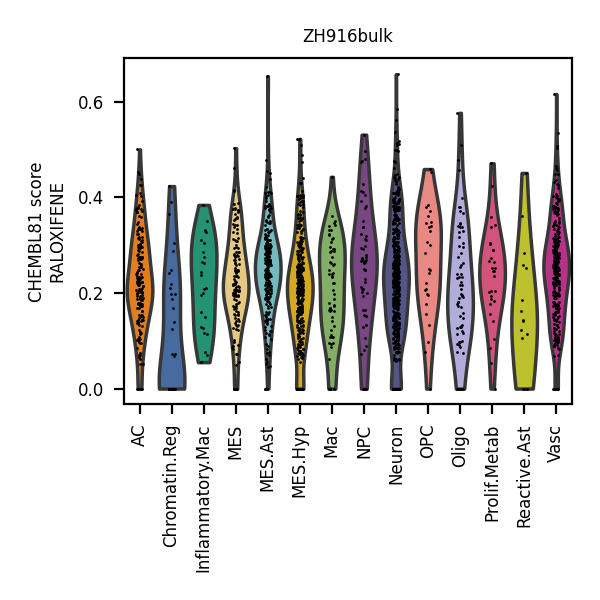 ZH916bulk
CHEMBL81 score
RALOXIFENE
0.6
0.4
0.2
0.0
AC
Chromatin.Reg
Inflammatory.Mac
MES
MES.Ast
MES.Hyp
Mac
NPC
Neuron
OPC
Oligo
Prolif.Metab
Reactive.Ast
Vasc